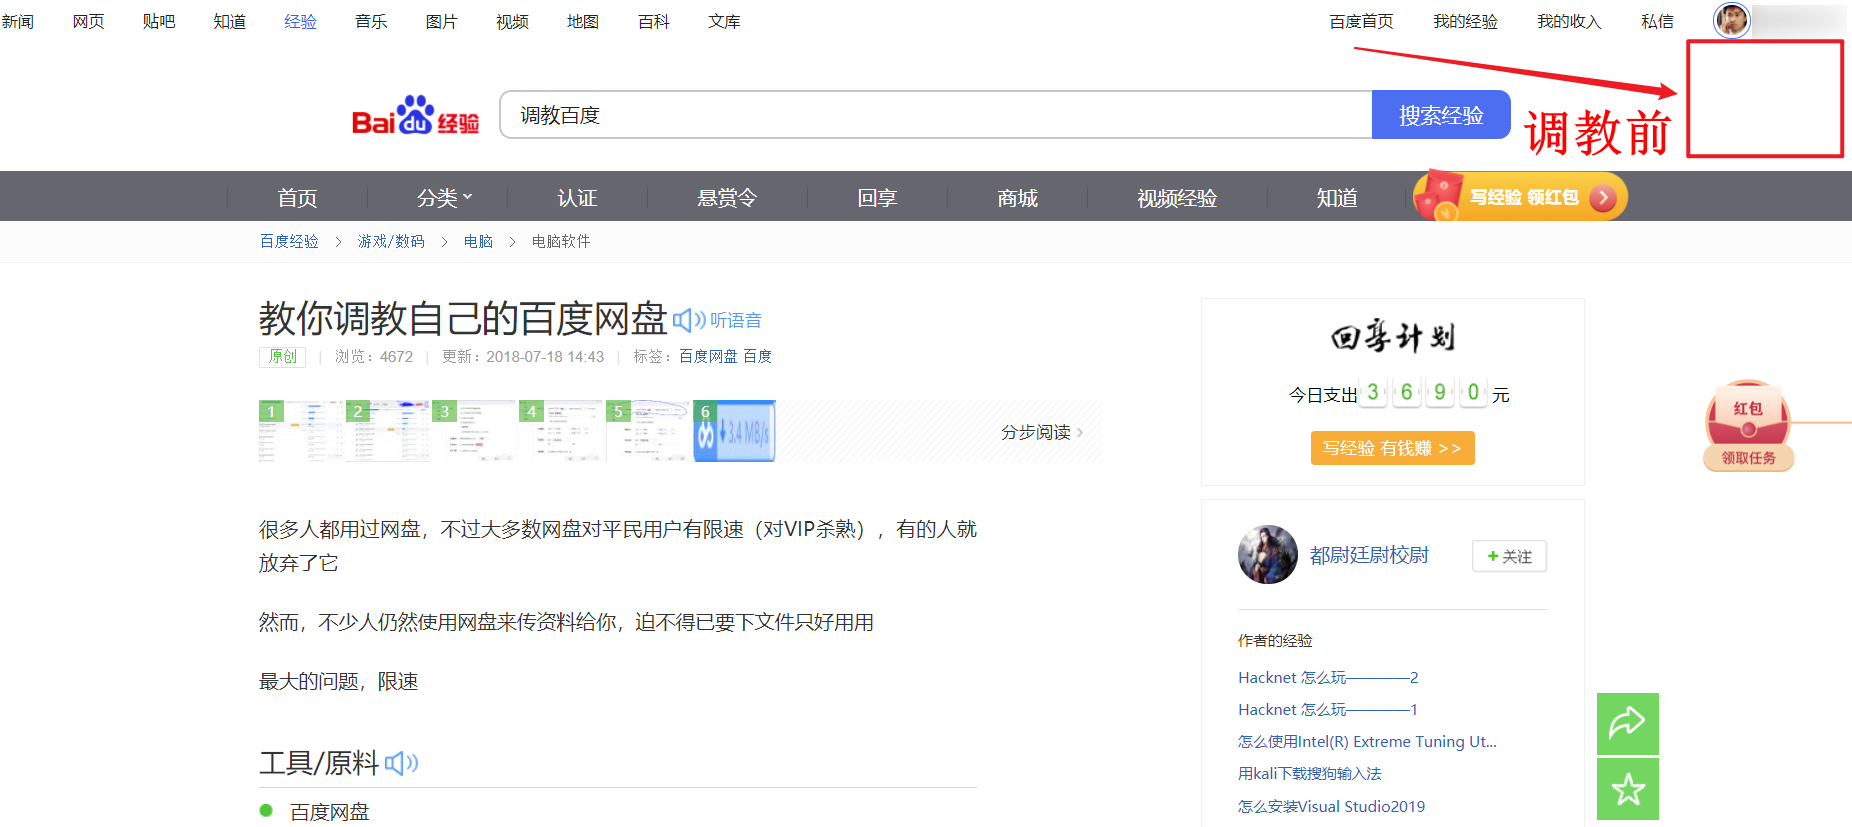 新闻 网页 贴吧 知道 经验 音乐 图片 视频 地图 百科 文库 百度首页 我的经验 我的收入 私信
Baidu经验 调教百度 搜索经验 调教前
首页 分类 认证 悬赏令 回享 商城 视频经验 知道 写经验 领红包
百度经验 > 游戏/数码 > 电脑 > 电脑软件
教你调教自己的百度网盘 听语音
原创 | 浏览：4672 | 更新：2018-07-18 14:43 | 标签：百度网盘 百度
1 2 3 4 5 6 3.4 MB/s
分步阅读 >
很多人都用过网盘，不过大多数网盘对平民用户有限速（对VIP杀熟），有的人就
放弃了它
然而，不少人仍然使用网盘来传资料给你，迫不得已要下文件只好用用
最大的问题，限速
工具/原料
百度网盘
回享计划
今日支出 3690 元
写经验 有钱赚 >>
都尉廷尉校尉 +关注
作者的经验
Hacknet 怎么玩————2
Hacknet 怎么玩————1
怎么使用Intel(R) Extreme Tuning Ut...
用kali下载搜狗输入法
怎么安装Visual Studio2019
红包
领取任务